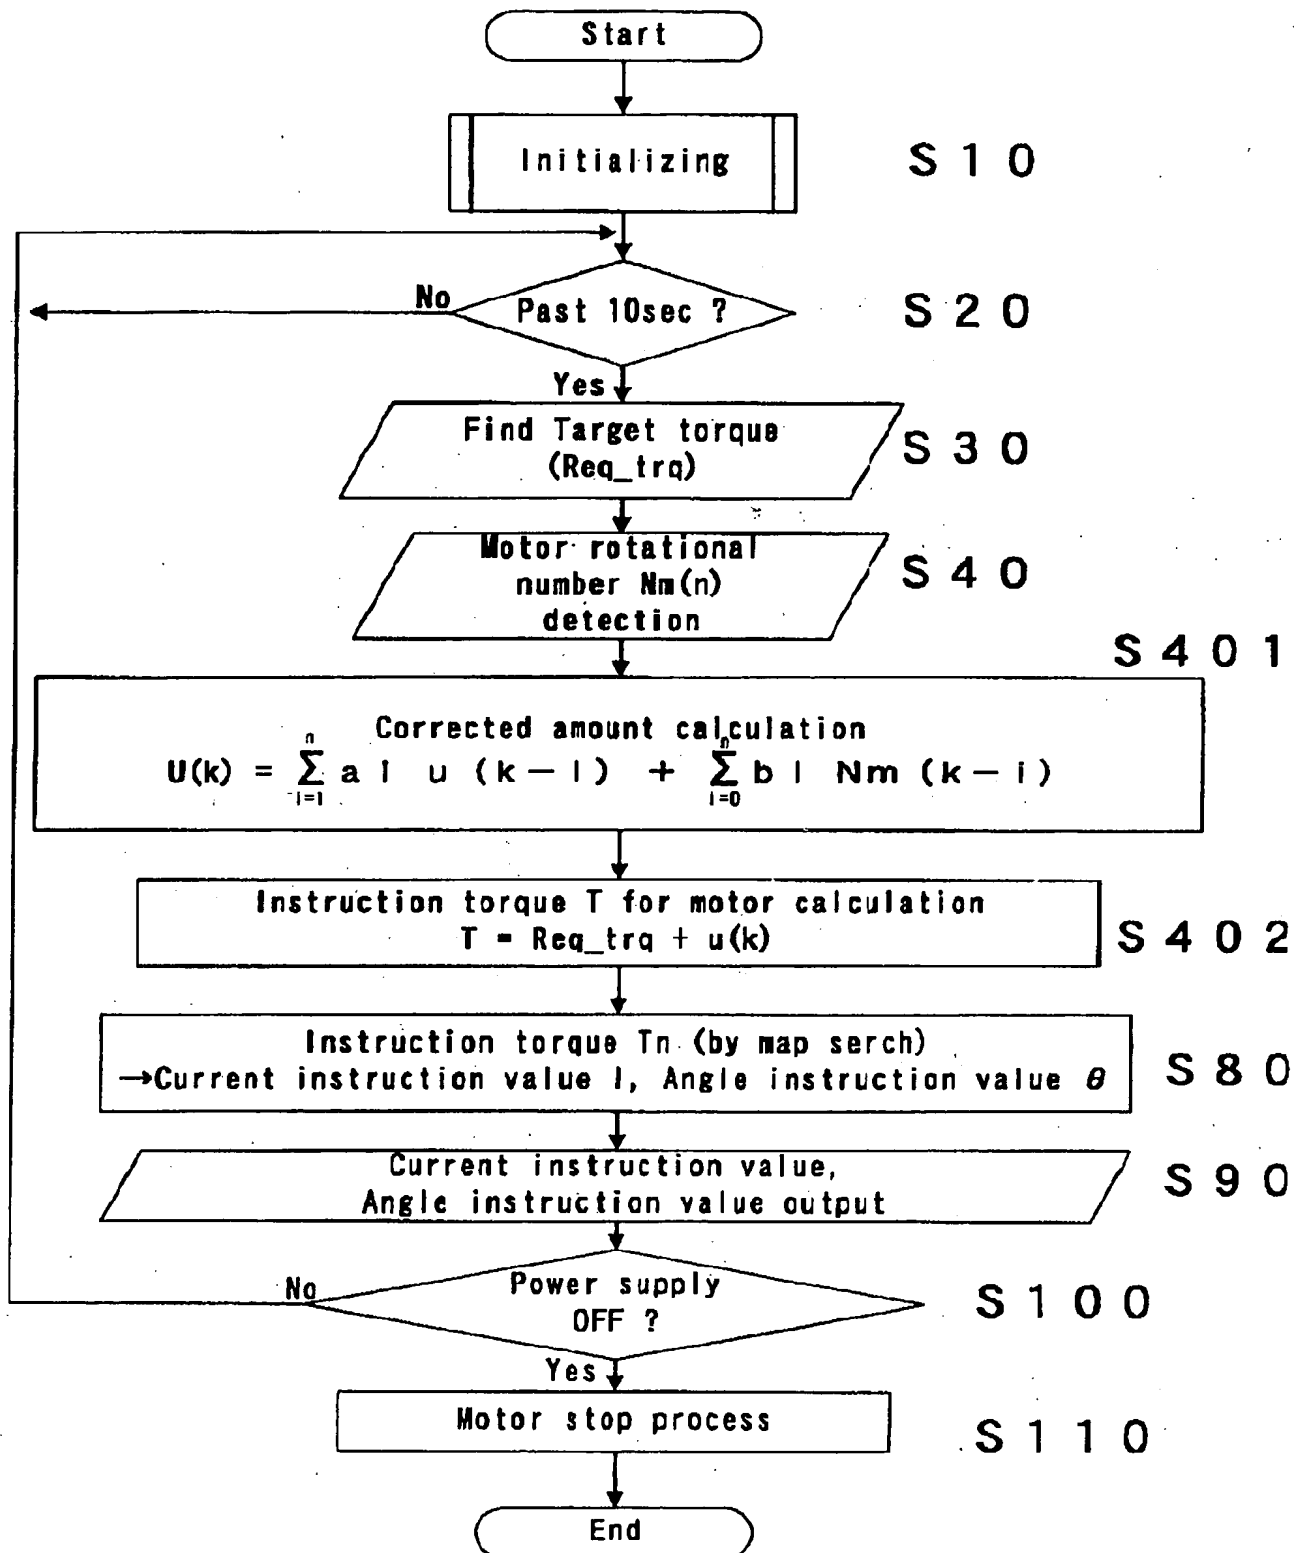 Start
Initializing
S10
Past 10sec ?
S20
No
Yes
Find Target torque
(Req_trq)
S30
Motor rotational
number Nm(n)
detection
S40
S401
Corrected amount calculation
U(k) = n Σ i=1 a i u (k-i) + n Σ i=0 b i Nm (k-i)
Instruction torque T for motor calculation
T = Req_trq + u(k)
S402
Instruction torque Tn (by map serch)
→Current instruction value I, Angle instruction value θ
S80
Current instruction value,
Angle instruction value output
S90
Power supply
OFF ?
S100
No
Yes
Motor stop process
S110
End